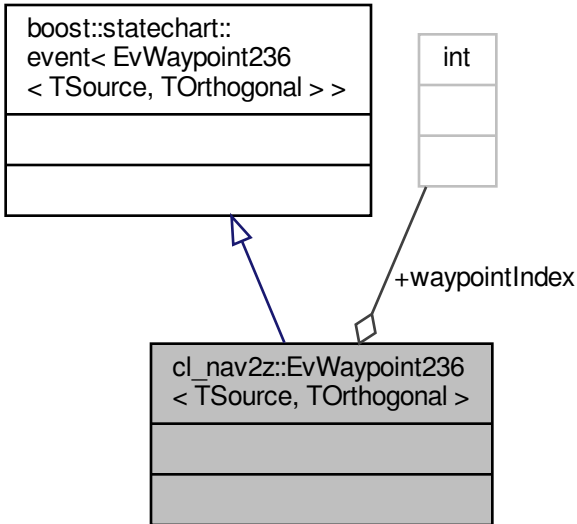 boost::statechart::
event< EvWaypoint236
< TSource, TOrthogonal > >
int
+waypointIndex
cl_nav2z::EvWaypoint236
< TSource, TOrthogonal >